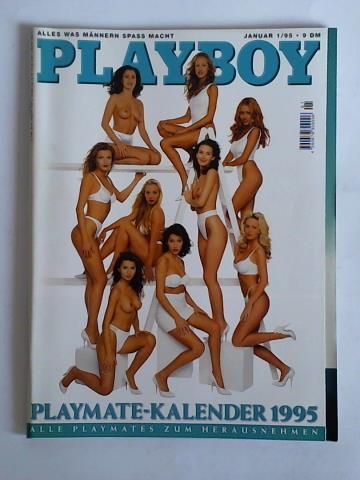 ALLES WAS MÄNNERN SPASS MACHT JANUAR 1/95 • 9 DM
PLAYBOY
PLAYMATE-KALENDER 1995
ALLE PLAYMATES ZUM HERAUSNEHMEN